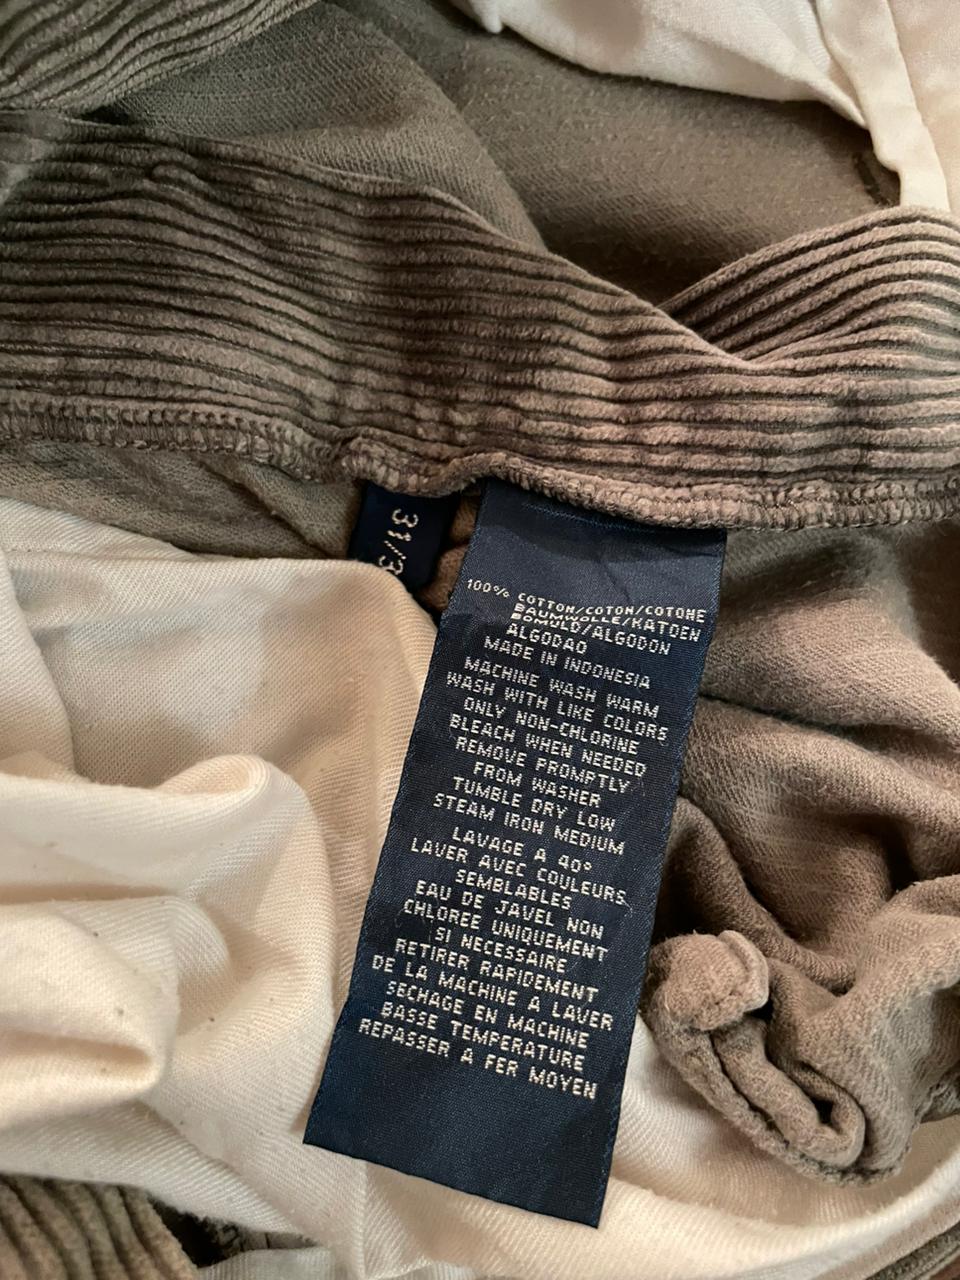 31/3
100% COTTON/COTON/COTONE
BAUMWOLLE/KATOEN
BOMULD/ALGODON
ALGODAO
MADE IN INDONESIA
MACHINE WASH WARM
WASH WITH LIKE COLORS
ONLY NON-CHLORINE
BLEACH WHEN NEEDED
REMOVE PROMPTLY
FROM WASHER
TUMBLE DRY LOW
STEAM IRON MEDIUM
LAVAGE A 40°
LAVER AVEC COULEURS
SEMBLABLES
EAU DE JAVEL NON
CHLOREE UNIQUEMENT
SI NECESSAIRE
RETIRER RAPIDEMENT
DE LA MACHINE A LAVER
SECHAGE EN MACHINE
BASSE TEMPERATURE
REPASSER A FER MOYEN